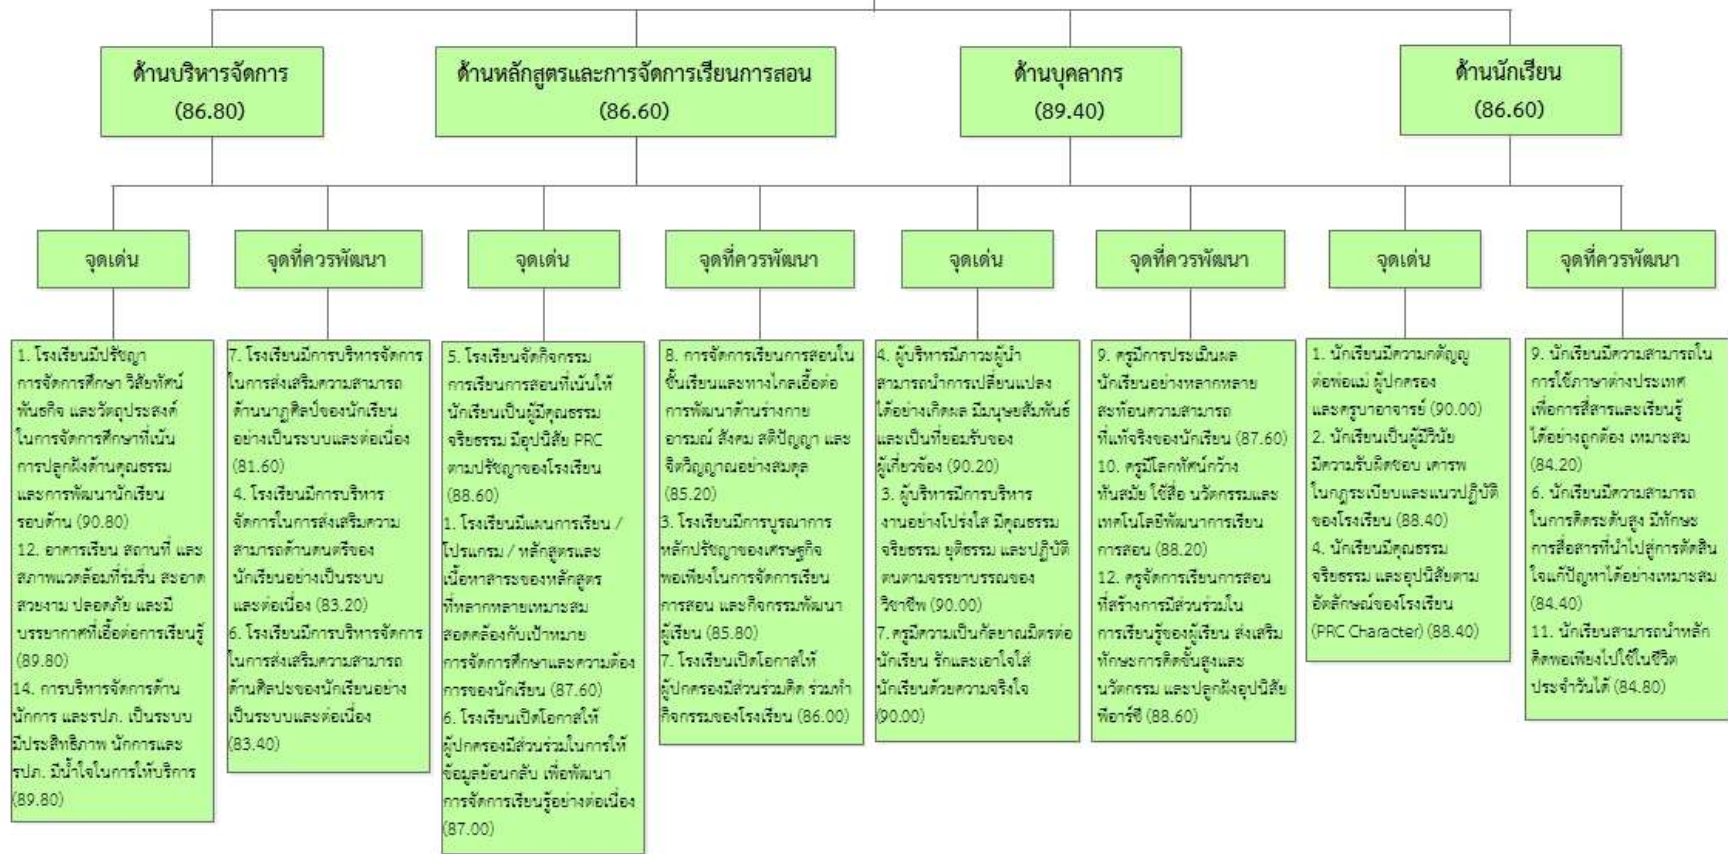 ด้านบริหารจัดการ
(86.80)
ด้านหลักสูตรและการจัดการเรียนการสอน
(86.60)
ด้านบุคลากร
(89.40)
ด้านนักเรียน
(86.60)
จุดเด่น
จุดที่ควรพัฒนา
จุดเด่น
จุดที่ควรพัฒนา
จุดเด่น
จุดที่ควรพัฒนา
จุดเด่น
จุดที่ควรพัฒนา
1. โรงเรียนมีปรัชญา
การจัดการศึกษา วิสัยทัศน์
พันธกิจ และวัตถุประสงค์
ในการจัดการศึกษาที่เน้น
การปลูกฝังด้านคุณธรรม
และการพัฒนานักเรียน
รอบด้าน (90.80)
12. อาคารเรียน สถานที่ และ
สภาพแวดล้อมที่ร่มรื่น สะอาด
สวยงาม ปลอดภัย และมี
บรรยากาศที่เอื้อต่อการเรียนรู้
(89.80)
14. การบริหารจัดการด้าน
นักการ และรปภ. เป็นระบบ
มีประสิทธิภาพ นักการและ
รปภ. มีน้ำใจในการให้บริการ
(89.80)
7. โรงเรียนมีการบริหารจัดการ
ในการส่งเสริมความสามารถ
ด้านนาฏศิลป์ของนักเรียน
อย่างเป็นระบบและต่อเนื่อง
(81.60)
4. โรงเรียนมีการบริหาร
จัดการในการส่งเสริมความ
สามารถด้านดนตรีของ
นักเรียนอย่างเป็นระบบ
และต่อเนื่อง (83.20)
6. โรงเรียนมีการบริหารจัดการ
ในการส่งเสริมความสามารถ
ด้านศิลปะของนักเรียนอย่าง
เป็นระบบและต่อเนื่อง
(83.40)
5. โรงเรียนจัดกิจกรรม
การเรียนการสอนที่เน้นให้
นักเรียนเป็นผู้มีคุณธรรม
จริยธรรม มีอุปนิสัย PRC
ตามปรัชญาของโรงเรียน
(88.60)
1. โรงเรียนมีแผนการเรียน /
โปรแกรม / หลักสูตรและ
เนื้อหาสาระของหลักสูตร
ที่หลากหลายเหมาะสม
สอดคล้องกับเป้าหมาย
การจัดการศึกษาและความต้อง
การของนักเรียน (87.60)
6. โรงเรียนเปิดโอกาสให้
ผู้ปกครองมีส่วนร่วมในการให้
ข้อมูลย้อนกลับ เพื่อพัฒนา
การจัดการเรียนรู้อย่างต่อเนื่อง
(87.00)
8. การจัดการเรียนการสอนใน
ชั้นเรียนและทางไกลเอื้อต่อ
การพัฒนาด้านร่างกาย
อารมณ์ สังคม สติปัญญา และ
จิตวิญญาณอย่างสมดุล
(85.20)
3. โรงเรียนมีการบูรณาการ
หลักปรัชญาของเศรษฐกิจ
พอเพียงในการจัดการเรียน
การสอน และกิจกรรมพัฒนา
ผู้เรียน (85.80)
7. โรงเรียนเปิดโอกาสให้
ผู้ปกครองมีส่วนร่วมคิด ร่วมทำ
กิจกรรมของโรงเรียน (86.00)
4. ผู้บริหารมีภาวะผู้นำ
สามารถนำการเปลี่ยนแปลง
ได้อย่างเกิดผล มีมนุษยสัมพันธ์
และเป็นที่ยอมรับของ
ผู้เกี่ยวข้อง (90.20)
3. ผู้บริหารมีการบริหาร
งานอย่างโปร่งใส มีคุณธรรม
จริยธรรม ยุติธรรม และปฏิบัติ
ตนตามจรรยาบรรณของ
วิชาชีพ (90.00)
7. ครูมีความเป็นกัลยาณมิตรต่อ
นักเรียน รักและเอาใจใส่
นักเรียนด้วยความจริงใจ
(90.00)
9. ครูมีการประเมินผล
นักเรียนอย่างหลากหลาย
สะท้อนความสามารถ
ที่แท้จริงของนักเรียน (87.60)
10. ครูมีโลกทัศน์กว้าง
ทันสมัย ใช้สื่อ นวัตกรรมและ
เทคโนโลยีพัฒนาการเรียน
การสอน (88.20)
12. ครูจัดการเรียนการสอน
ที่สร้างการมีส่วนร่วมใน
การเรียนรู้ของผู้เรียน ส่งเสริม
ทักษะการคิดขั้นสูงและ
นวัตกรรม และปลูกฝังอุปนิสัย
พีอาร์ซี (88.60)
1. นักเรียนมีความกตัญญู
ต่อพ่อแม่ ผู้ปกครอง
และครูบาอาจารย์ (90.00)
2. นักเรียนเป็นผู้มีวินัย
มีความรับผิดชอบ เคารพ
ในกฎระเบียบและแนวปฏิบัติ
ของโรงเรียน (88.40)
4. นักเรียนมีคุณธรรม
จริยธรรม และอุปนิสัยตาม
อัตลักษณ์ของโรงเรียน
(PRC Character) (88.40)
9. นักเรียนมีความสามารถใน
การใช้ภาษาต่างประเทศ
เพื่อการสื่อสารและเรียนรู้
ได้อย่างถูกต้อง เหมาะสม
(84.20)
6. นักเรียนมีความสามารถ
ในการคิดระดับสูง มีทักษะ
การสื่อสารที่นำไปสู่การตัดสิน
ใจแก้ปัญหาได้อย่างเหมาะสม
(84.40)
11. นักเรียนสามารถนำหลัก
คิดพอเพียงไปใช้ในชีวิต
ประจำวันได้ (84.80)